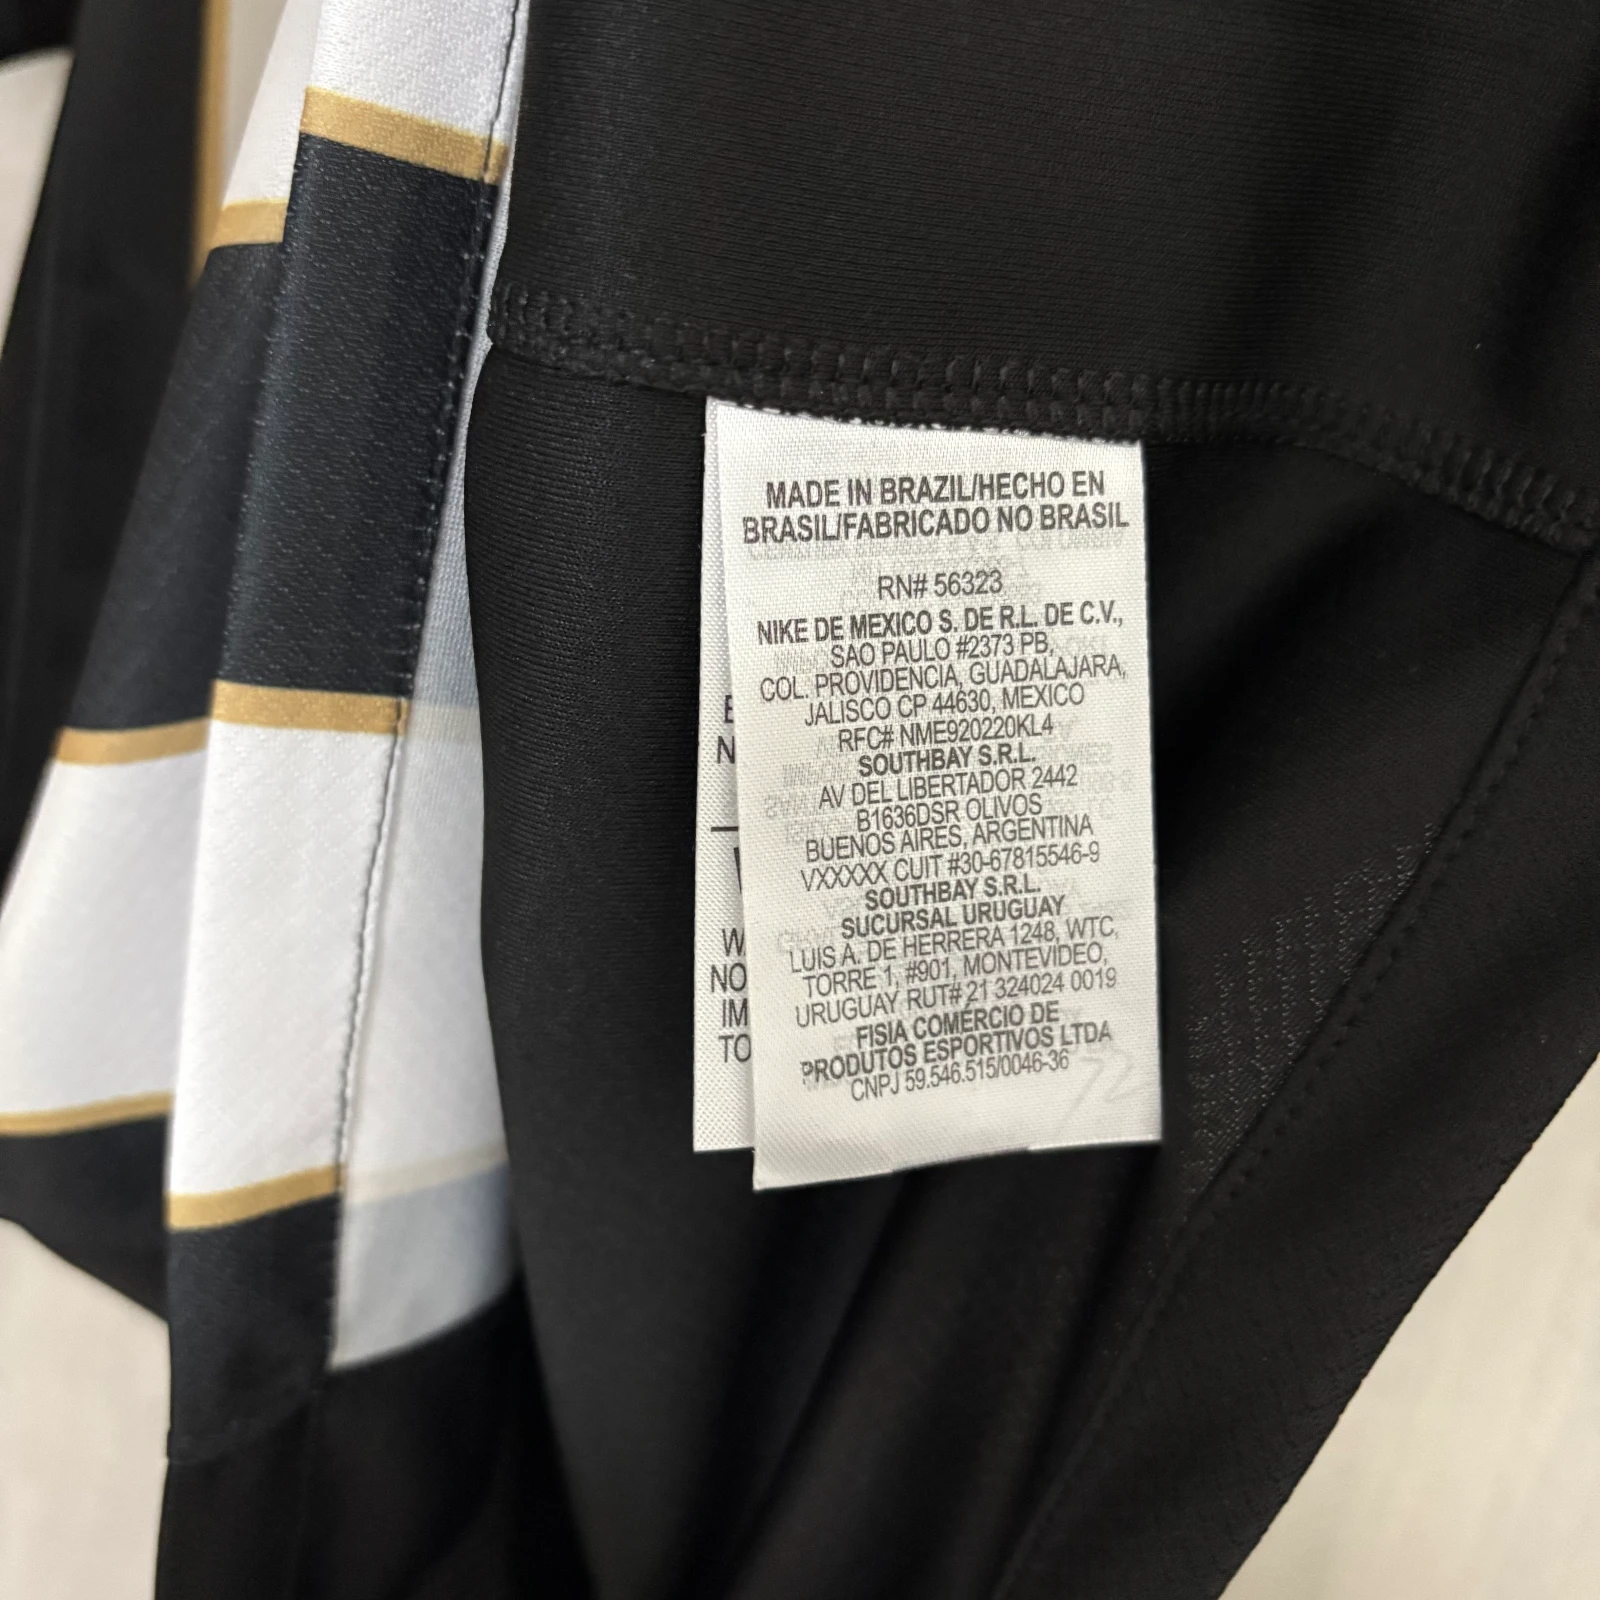 MADE IN BRAZIL/HECHO EN
BRASIL/FABRICADO NO BRASIL
RN# 56323
NIKE DE MEXICO S. DE R.L. DE C.V.,
SAO PAULO #2373 PB,
COL. PROVIDENCIA, GUADALAJARA,
JALISCO CP 44630, MEXICO
RFC# NME920220KL4
SOUTHBAY S.R.L.
AV DEL LIBERTADOR 2442
B1636DSR OLIVOS
BUENOS AIRES, ARGENTINA
VXXXXX CUIT #30-67815546-9
SOUTHBAY S.R.L.
SUCURSAL URUGUAY
LUIS A. DE HERRERA 1248, WTC,
TORRE 1, #901, MONTEVIDEO,
URUGUAY RUT# 21 324024 0019
FISIA COMÉRCIO DE
PRODUTOS ESPORTIVOS LTDA
CNPJ 59.546.515/0046-36